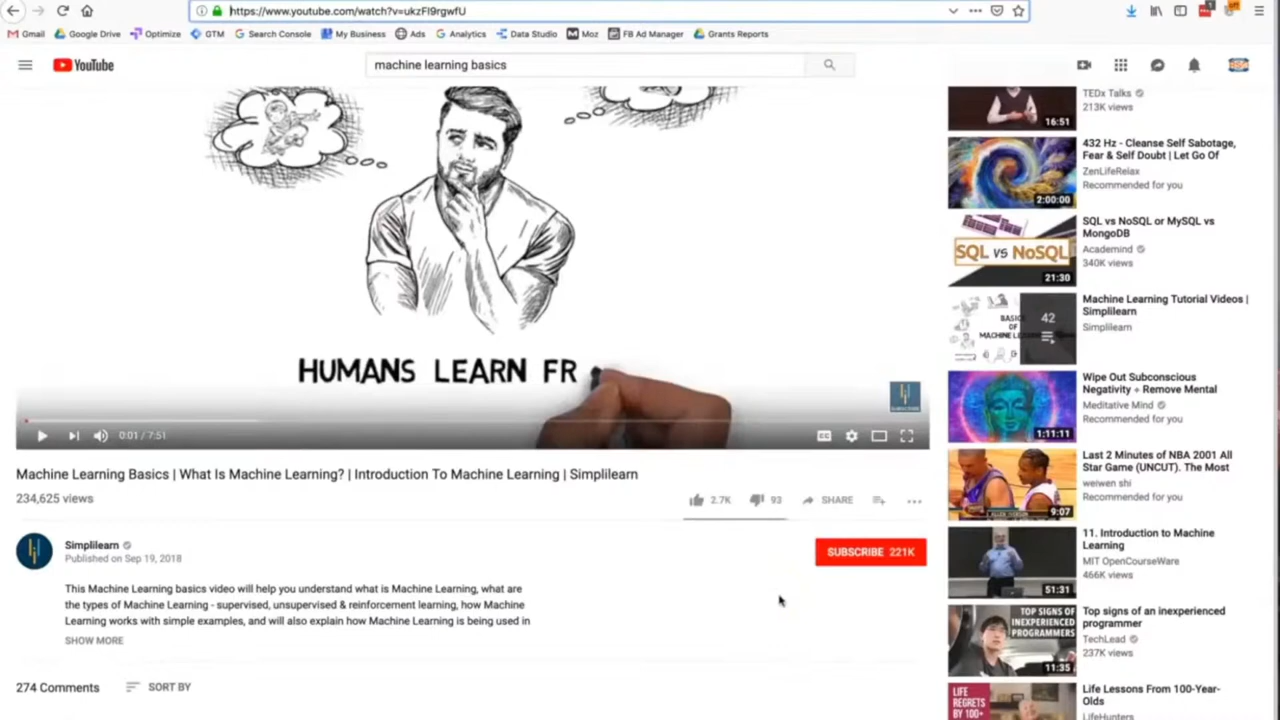 https://www.youtube.com/watch?v=ukzFI9rgwfU
Gmail Google Drive Optimize GTM Search Console My Business Ads Analytics Data Studio Moz FB Ad Manager Grants Reports
YouTube
machine learning basics
HUMANS LEARN FR
SUBSCRIBE
0:01 / 7:51
CC
Machine Learning Basics | What Is Machine Learning? | Introduction To Machine Learning | Simplilearn
234,625 views
2.7K 93 SHARE
Simplilearn
Published on Sep 19, 2018
SUBSCRIBE 221K
This Machine Learning basics video will help you understand what is Machine Learning, what are
the types of Machine Learning - supervised, unsupervised & reinforcement learning, how Machine
Learning works with simple examples, and will also explain how Machine Learning is being used in
SHOW MORE
274 Comments SORT BY
TEDx Talks
213K views
16:51
432 Hz - Cleanse Self Sabotage,
Fear & Self Doubt | Let Go Of
ZenLifeRelax
Recommended for you
2:00:00
SQL vs NoSQL or MySQL vs
MongoDB
Academind
340K views
SQL vs NoSQL
21:30
Machine Learning Tutorial Videos |
Simplilearn
Simplilearn
BASICS
OF
MACHINE
42
Wipe Out Subconscious
Negativity ÷ Remove Mental
Meditative Mind
Recommended for you
1:11:11
Last 2 Minutes of NBA 2001 All
Star Game (UNCUT). The Most
weiwen shi
Recommended for you
9:07
11. Introduction to Machine
Learning
MIT OpenCourseWare
466K views
51:31
Top signs of an inexperienced
programmer
TechLead
237K views
TOP SIGNS OF
INEXPERIENCED
PROGRAMMERS
11:35
Life Lessons From 100-Year-
Olds
LifeHunters
LIFE
REGRETS
BY 100+